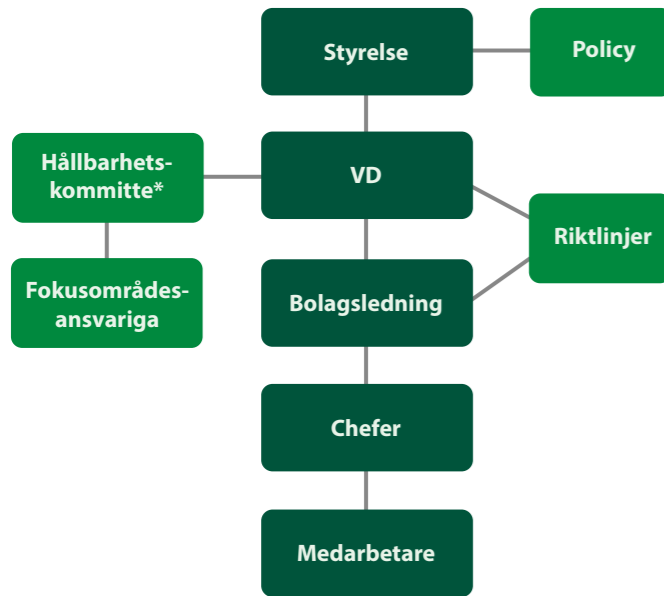 Styrelse
Policy
Hållbarhets-
kommitte*
VD
Riktlinjer
Fokusområdes-
ansvariga
Bolagsledning
Chefer
Medarbetare